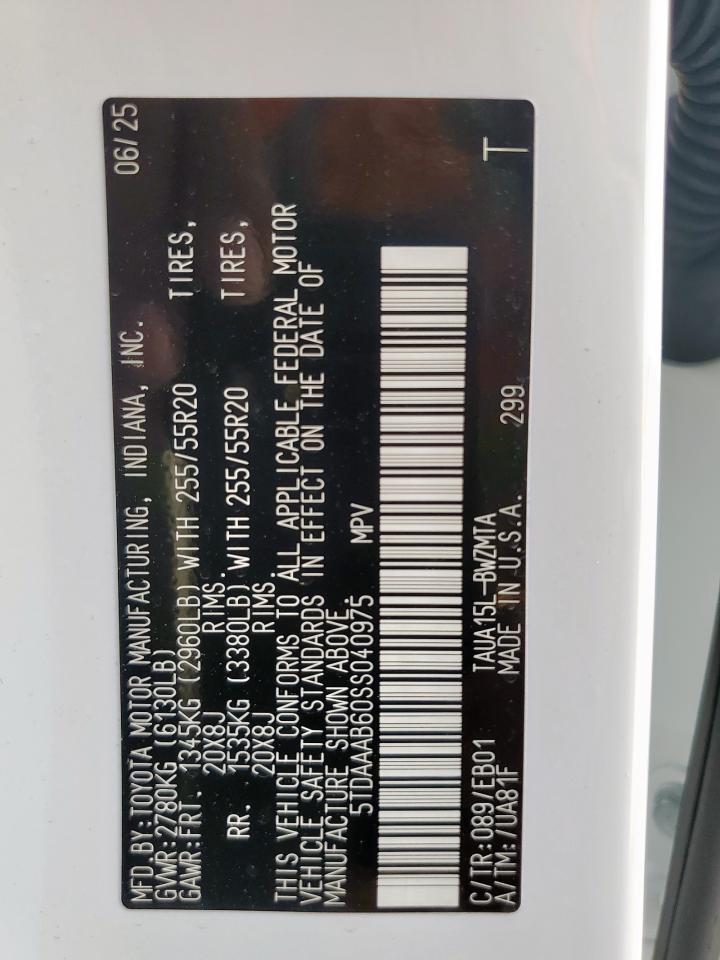 MFD.BY:TOYOTA MOTOR MANUFACTURING, INDIANA, INC. 06/25
GVWR:2780KG (6130LB)
GAWR:FRT. 1345KG (2960LB) WITH 255/55R20 TIRES,
20X8J RIMS.
RR. 1535KG (3380LB) WITH 255/55R20 TIRES,
20X8J RIMS.
THIS VEHICLE CONFORMS TO ALL APPLICABLE FEDERAL MOTOR
VEHICLE SAFETY STANDARDS IN EFFECT ON THE DATE OF
MANUFACTURE SHOWN ABOVE.
5TDAAAB60SS040975 MPV
C/TR:089/EB01 TAUA15L-BWZMTA
A/TM:/UA81F MADE IN U.S.A. 299 T